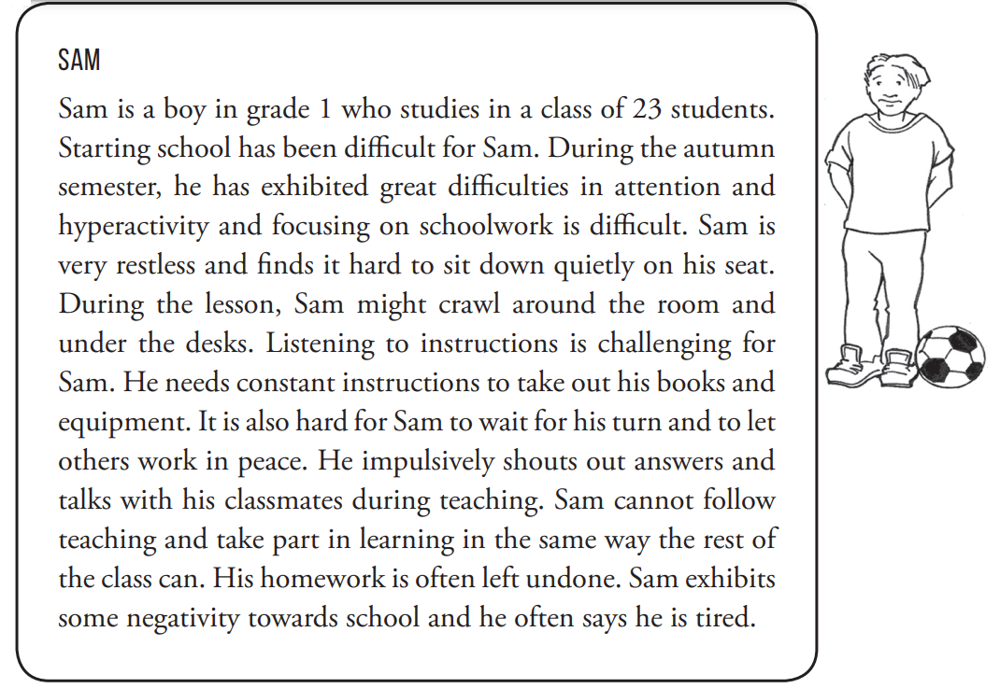 SAM
Sam is a boy in grade 1 who studies in a class of 23 students.
Starting school has been difficult for Sam. During the autumn
semester, he has exhibited great difficulties in attention and
hyperactivity and focusing on schoolwork is difficult. Sam is
very restless and finds it hard to sit down quietly on his seat.
During the lesson, Sam might crawl around the room and
under the desks. Listening to instructions is challenging for
Sam. He needs constant instructions to take out his books and
equipment. It is also hard for Sam to wait for his turn and to let
others work in peace. He impulsively shouts out answers and
talks with his classmates during teaching. Sam cannot follow
teaching and take part in learning in the same way the rest of
the class can. His homework is often left undone. Sam exhibits
some negativity towards school and he often says he is tired.